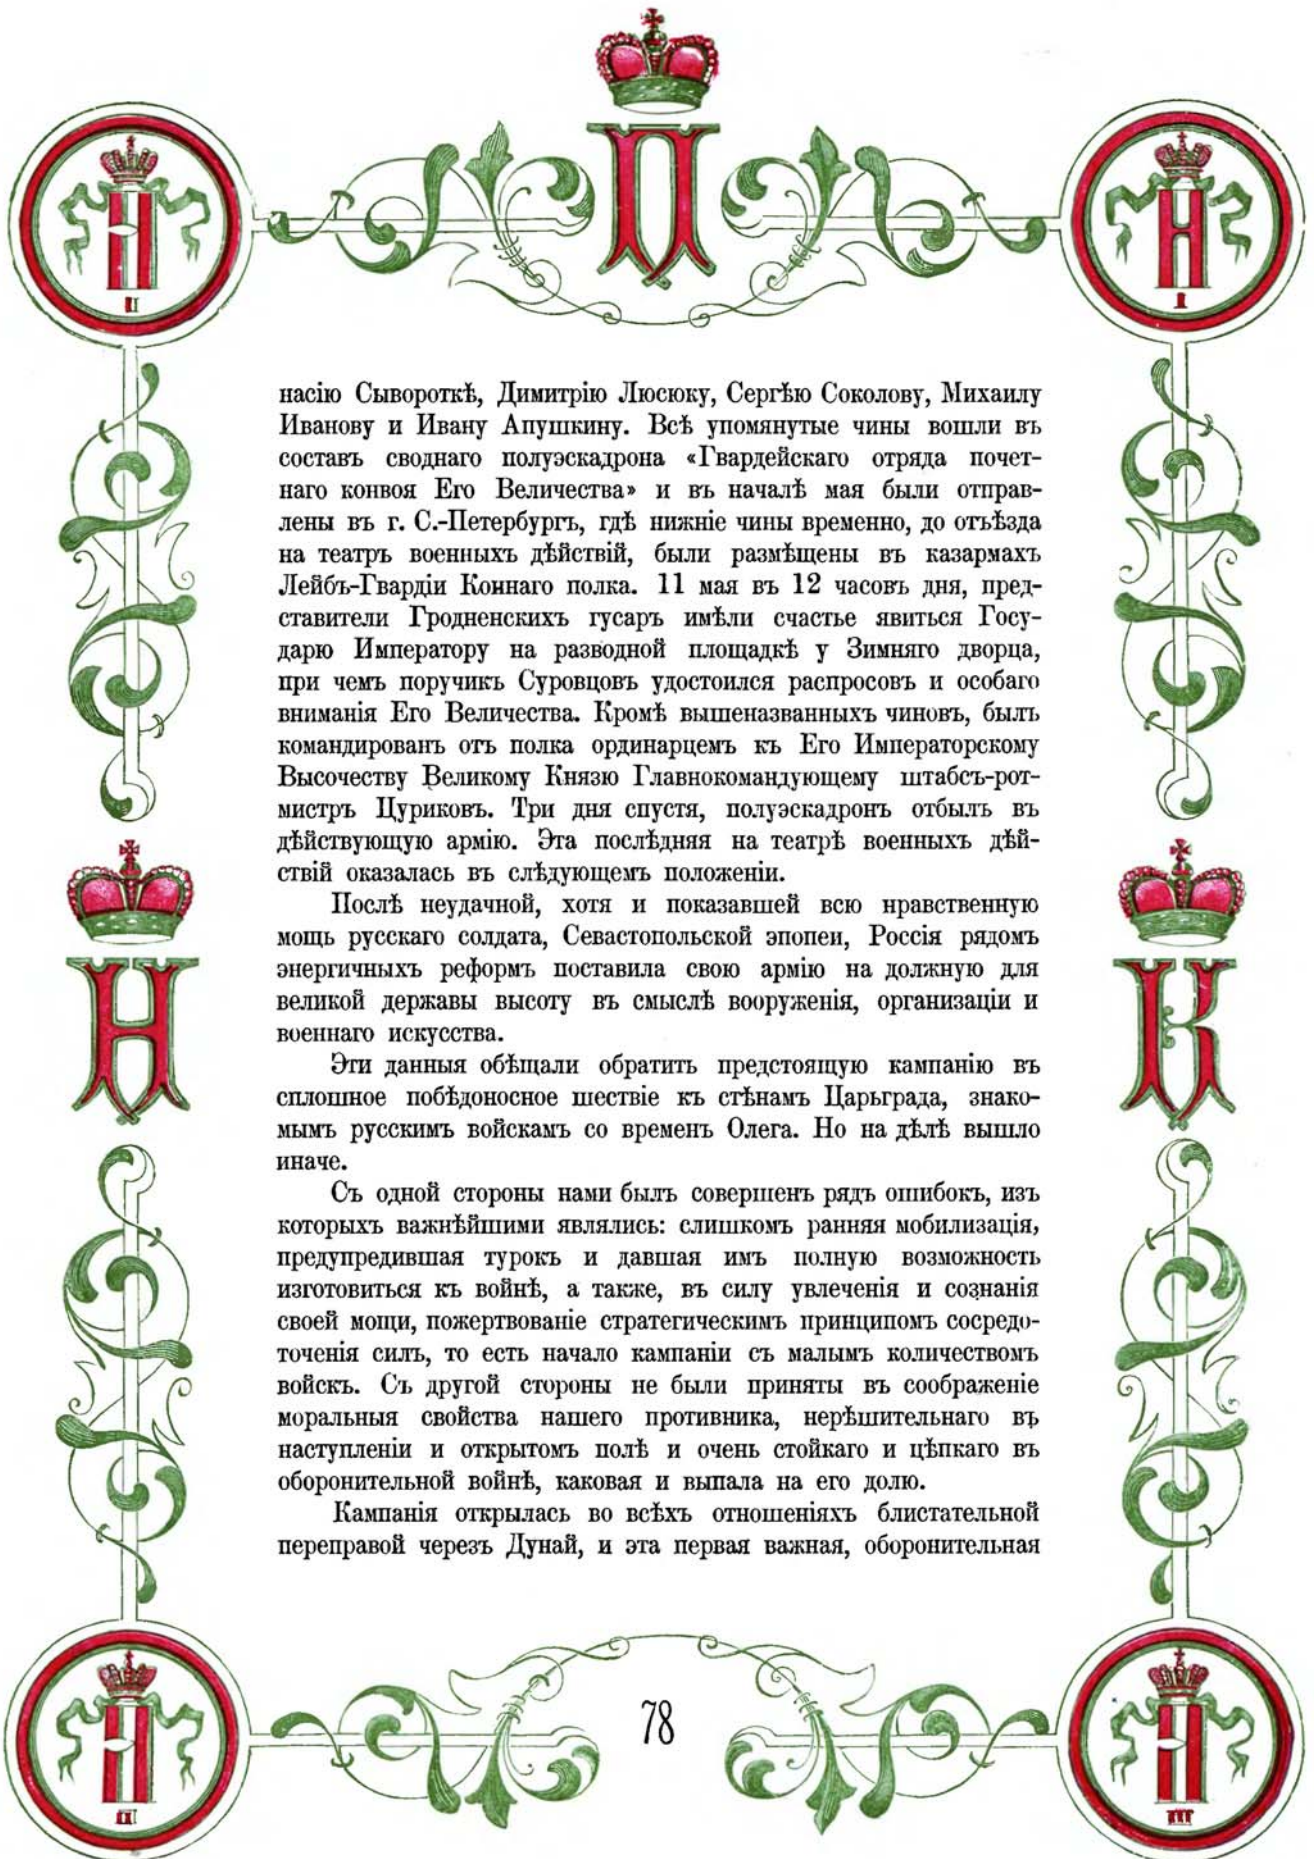 насію Сывороткѣ, Димитрію Люсюку, Сергѣю Соколову, Михаилу
Иванову и Ивану Апушкину. Всѣ упомянутые чины вошли въ
составъ своднаго полуэскадрона «Гвардейскаго отряда почет-
наго конвоя Его Величества» и въ началѣ мая были отправ-
лены въ г. С.-Петербургъ, гдѣ нижніе чины временно, до отъѣзда
на театръ военныхъ дѣйствій, были размѣщены въ казармахъ
Лейбъ-Гвардіи Коннаго полка. 11 мая въ 12 часовъ дня, пред-
ставители Гродненскихъ гусаръ имѣли счастье явиться Госу-
дарю Императору на разводной площадкѣ у Зимняго дворца,
при чемъ поручикъ Суровцовъ удостоился распросовъ и особаго
вниманія Его Величества. Кромѣ вышеназванныхъ чиновъ, былъ
командированъ отъ полка ординарцемъ къ Его Императорскому
Высочеству Великому Князю Главнокомандующему штабсъ-рот-
мистръ Цуриковъ. Три дня спустя, полуэскадронъ отбылъ въ
дѣйствующую армію. Эта послѣдняя на театрѣ военныхъ дѣй-
ствій оказалась въ слѣдующемъ положеніи.
Послѣ неудачной, хотя и показавшей всю нравственную
мощь русскаго солдата, Севастопольской эпопеи, Россія рядомъ
энергичныхъ реформъ поставила свою армію на должную для
великой державы высоту въ смыслѣ вооруженія, организаціи и
военнаго искусства.
Эти данныя обѣщали обратить предстоящую кампанію въ
сплошное побѣдоносное шествіе къ стѣнамъ Царьграда, знако-
мымъ русскимъ войскамъ со временъ Олега. Но на дѣлѣ вышло
иначе.
Съ одной стороны нами былъ совершенъ рядъ ошибокъ, изъ
которыхъ важнѣйшими являлись: слишкомъ ранняя мобилизація,
предупредившая турокъ и давшая имъ полную возможность
изготовиться къ войнѣ, а также, въ силу увлеченія и сознанія
своей мощи, пожертвованіе стратегическимъ принципомъ сосредо-
точенія силъ, то есть начало кампаніи съ малымъ количествомъ
войскъ. Съ другой стороны не были приняты въ соображеніе
моральныя свойства нашего противника, нерѣшительнаго въ
наступленіи и открытомъ полѣ и очень стойкаго и цѣпкаго въ
оборонительной войнѣ, каковая и выпала на его долю.
Кампанія открылась во всѣхъ отношеніяхъ блистательной
переправой черезъ Дунай, и эта первая важная, оборонительная
78